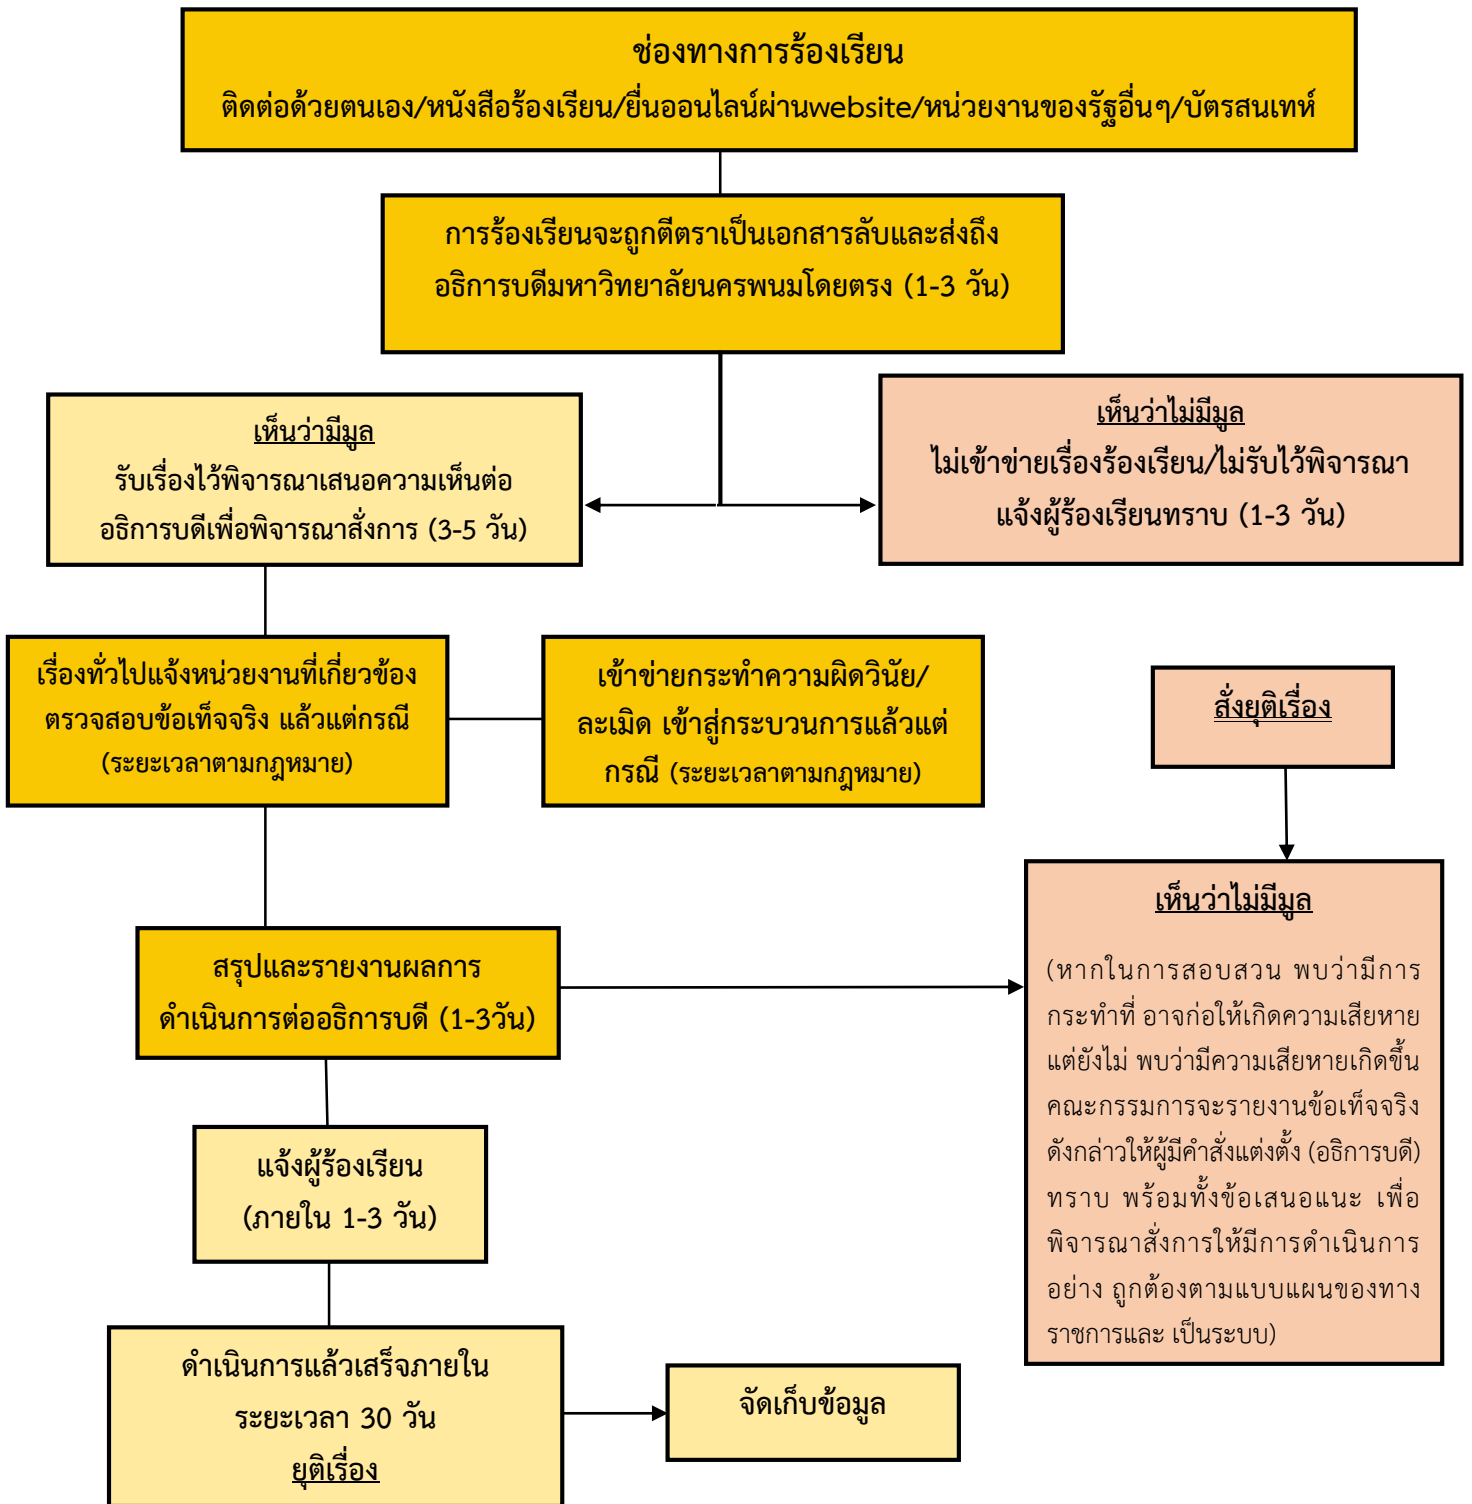 ช่องทางการร้องเรียน
ติดต่อด้วยตนเอง/หนังสือร้องเรียน/ยื่นออนไลน์ผ่านwebsite/หน่วยงานของรัฐอื่นๆ/บัตรสนเทห์
การร้องเรียนจะถูกตีตราเป็นเอกสารลับและส่งถึง
อธิการบดีมหาวิทยาลัยนครพนมโดยตรง (1-3 วัน)
เห็นว่ามีมูล
รับเรื่องไว้พิจารณาเสนอความเห็นต่อ
อธิการบดีเพื่อพิจารณาสั่งการ (3-5 วัน)
เห็นว่าไม่มีมูล
ไม่เข้าข่ายเรื่องร้องเรียน/ไม่รับไว้พิจารณา
แจ้งผู้ร้องเรียนทราบ (1-3 วัน)
เรื่องทั่วไปแจ้งหน่วยงานที่เกี่ยวข้อง
ตรวจสอบข้อเท็จจริง แล้วแต่กรณี
(ระยะเวลาตามกฎหมาย)
เข้าข่ายกระทำความผิดวินัย/
ละเมิด เข้าสู่กระบวนการแล้วแต่
กรณี (ระยะเวลาตามกฎหมาย)
สั่งยุติเรื่อง
เห็นว่าไม่มีมูล
(หากในการสอบสวน พบว่ามีการ
กระทำที่ อาจก่อให้เกิดความเสียหาย
แต่ยังไม่ พบว่ามีความเสียหายเกิดขึ้น
คณะกรรมการจะรายงานข้อเท็จจริง
ดังกล่าวให้ผู้มีคำสั่งแต่งตั้ง (อธิการบดี)
ทราบ พร้อมทั้งข้อเสนอแนะ เพื่อ
พิจารณาสั่งการให้มีการดำเนินการ
อย่าง ถูกต้องตามแบบแผนของทาง
ราชการและ เป็นระบบ)
สรุปและรายงานผลการ
ดำเนินการต่ออธิการบดี (1-3วัน)
แจ้งผู้ร้องเรียน
(ภายใน 1-3 วัน)
ดำเนินการแล้วเสร็จภายใน
ระยะเวลา 30 วัน
ยุติเรื่อง
จัดเก็บข้อมูล